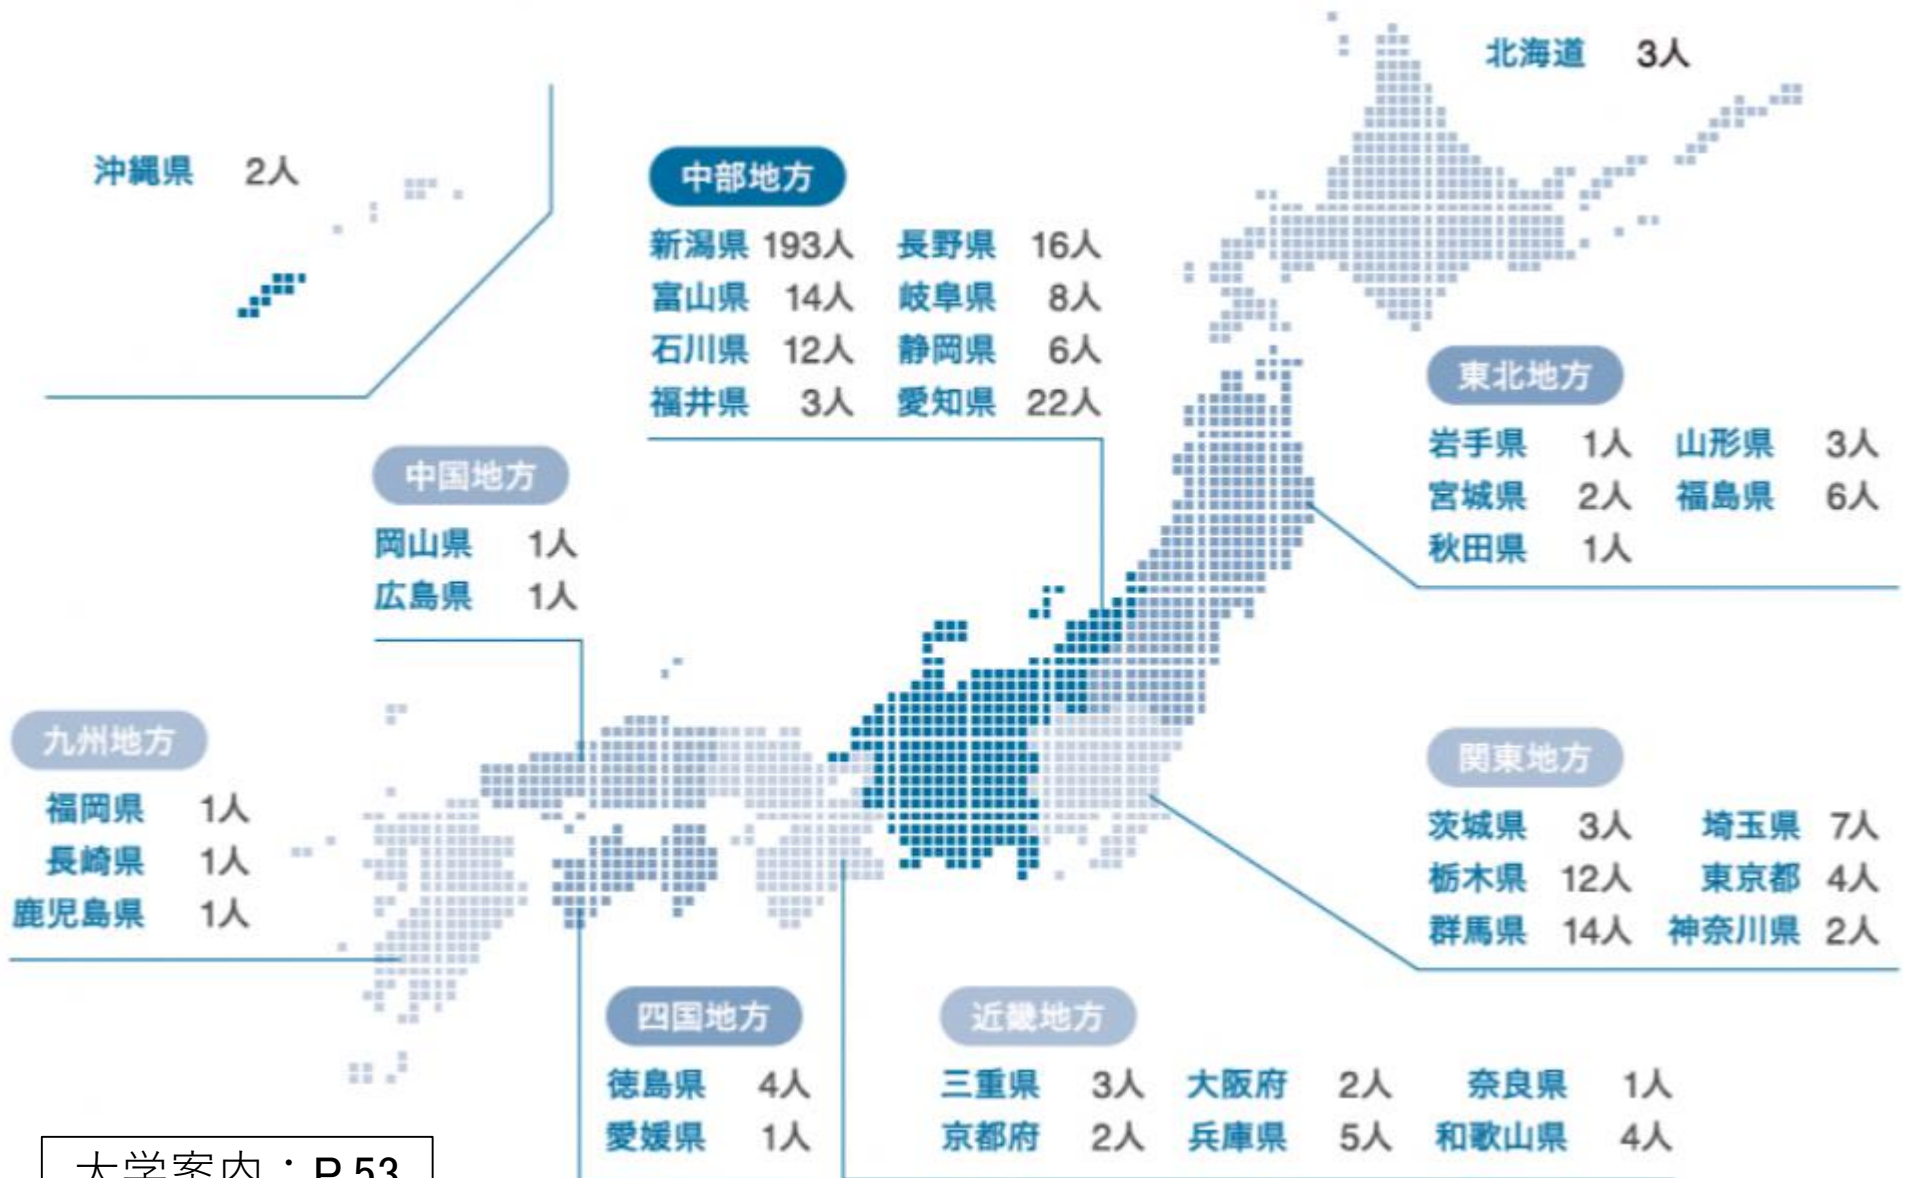 北海道 3人
沖縄県 2人
中部地方
新潟県 193人 長野県 16人
富山県 14人 岐阜県 8人
石川県 12人 静岡県 6人
福井県 3人 愛知県 22人
東北地方
岩手県 1人 山形県 3人
宮城県 2人 福島県 6人
秋田県 1人
中国地方
岡山県 1人
広島県 1人
九州地方
福岡県 1人
長崎県 1人
鹿児島県 1人
関東地方
茨城県 3人 埼玉県 7人
栃木県 12人 東京都 4人
群馬県 14人 神奈川県 2人
四国地方
徳島県 4人
愛媛県 1人
近畿地方
三重県 3人 大阪府 2人 奈良県 1人
京都府 2人 兵庫県 5人 和歌山県 4人
大学案内：P.53